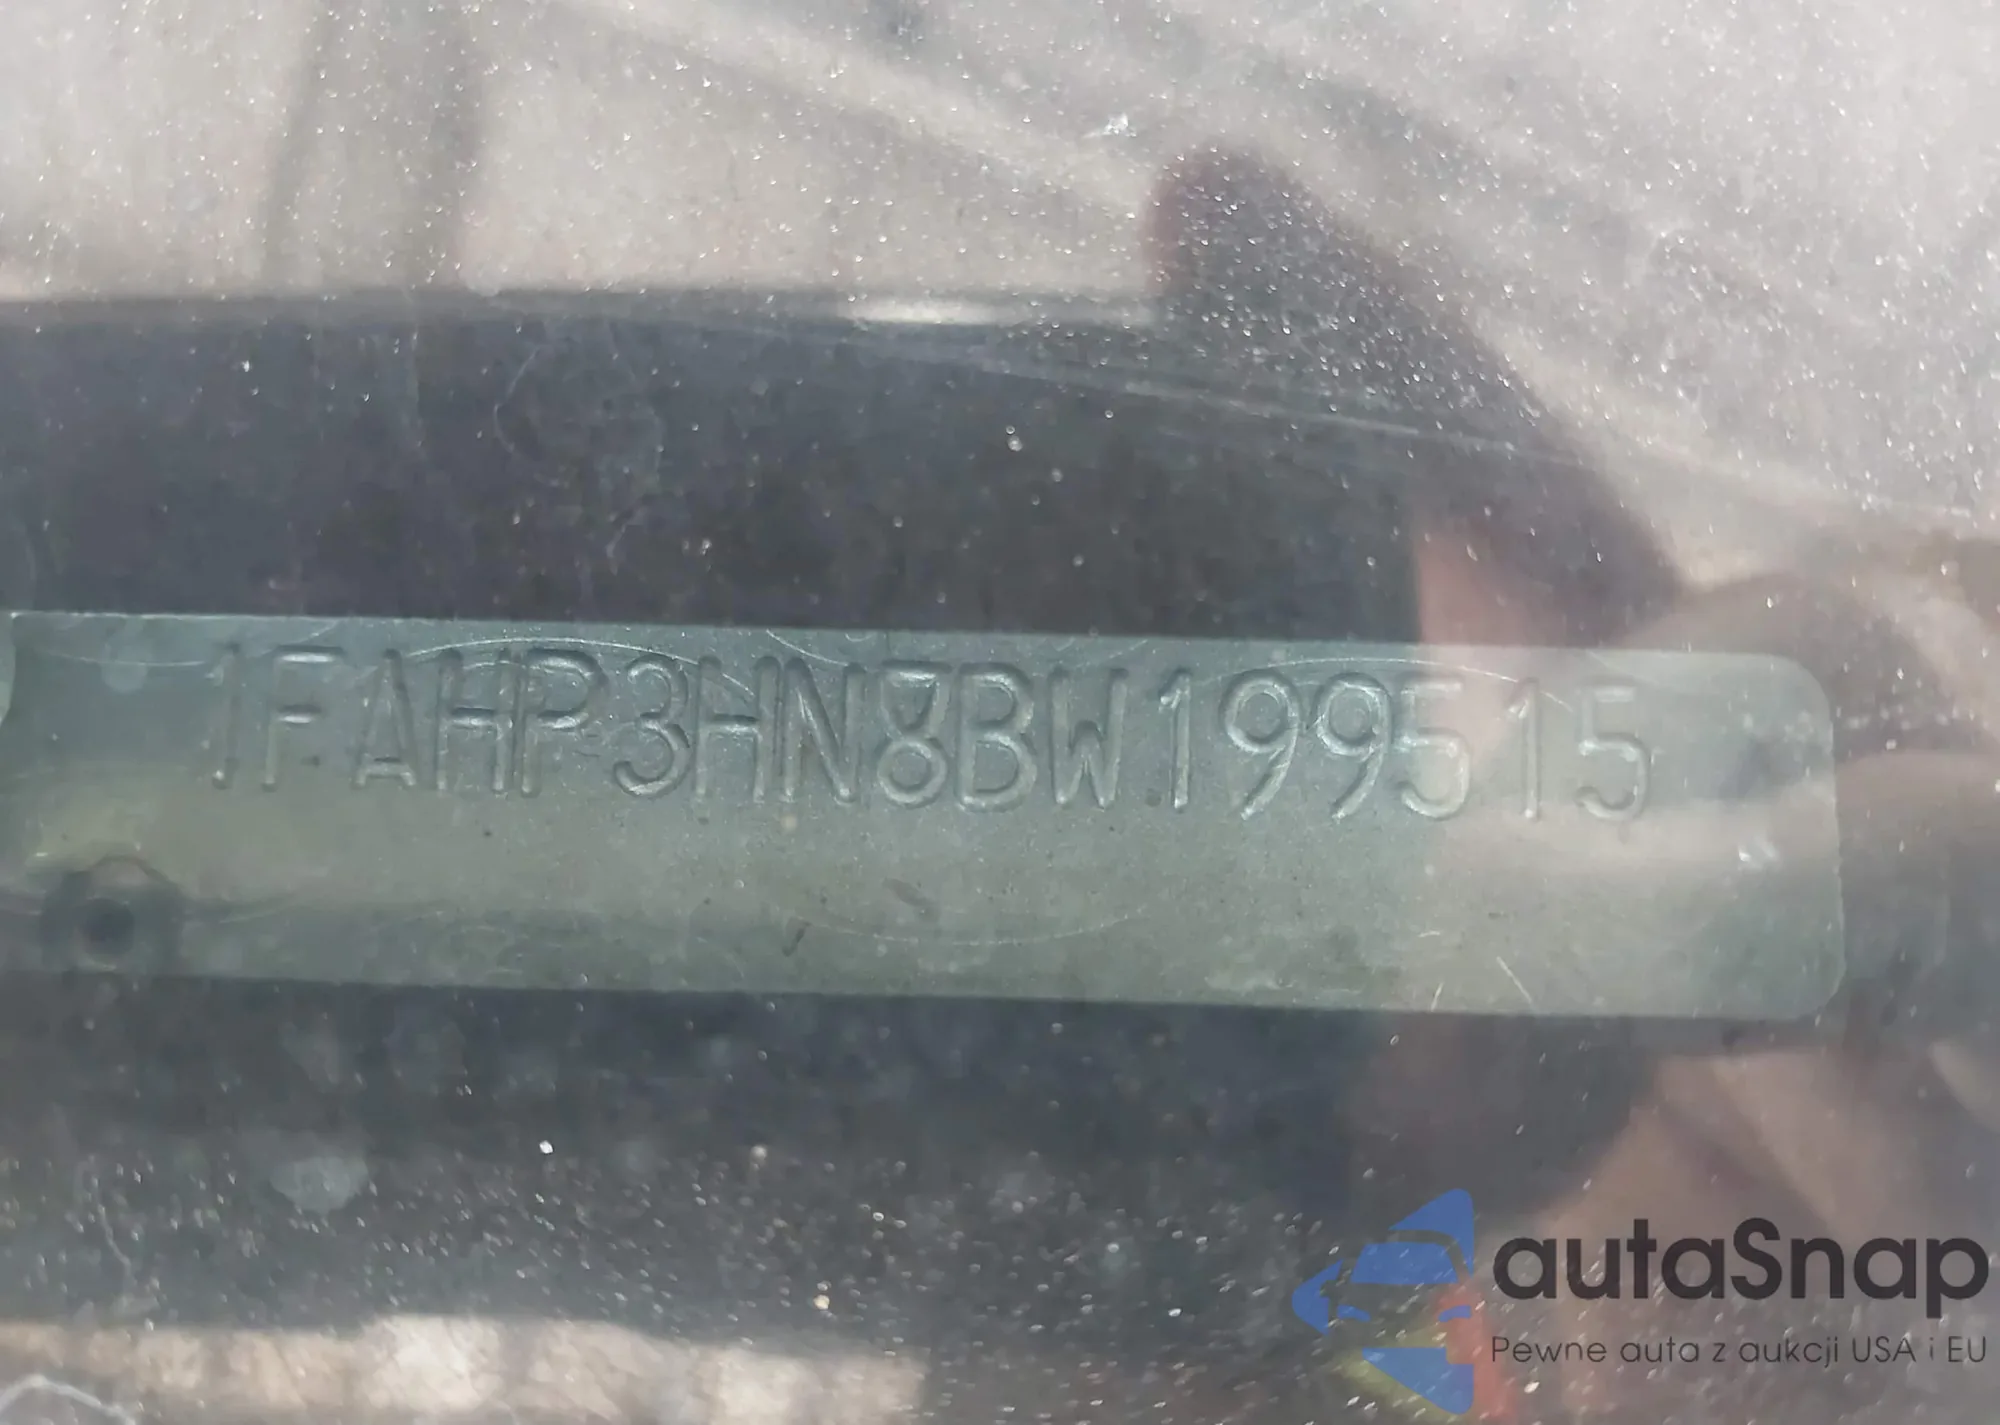 1FAHP3HN8BW199515
autaSnap
Pewne auta z aukcji USA i EU